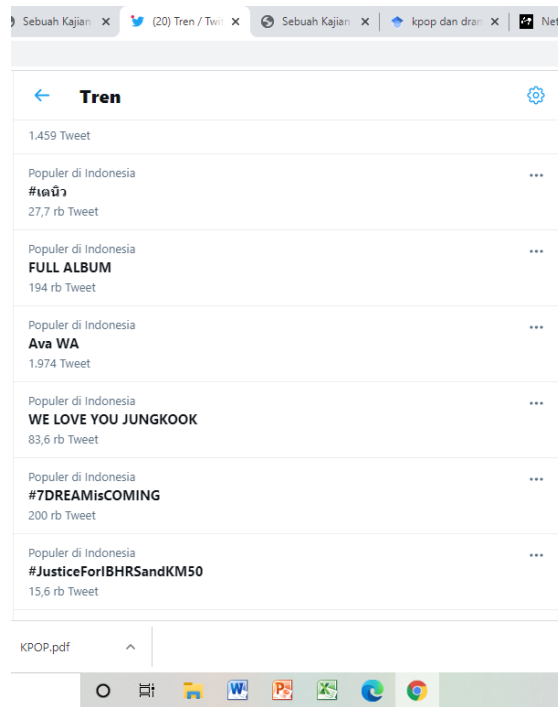 Sebuah Kajian
(20) Tren / Twit
Sebuah Kajian
kpop dan dran
Net
Tren
1.459 Tweet
Populer di Indonesia
#เตนิว
27,7 rb Tweet
Populer di Indonesia
FULL ALBUM
194 rb Tweet
Populer di Indonesia
Ava WA
1.974 Tweet
Populer di Indonesia
WE LOVE YOU JUNGKOOK
83,6 rb Tweet
Populer di Indonesia
#7DREAMisCOMING
200 rb Tweet
Populer di Indonesia
#JusticeForIBHRSandKM50
15,6 rb Tweet
KPOP.pdf